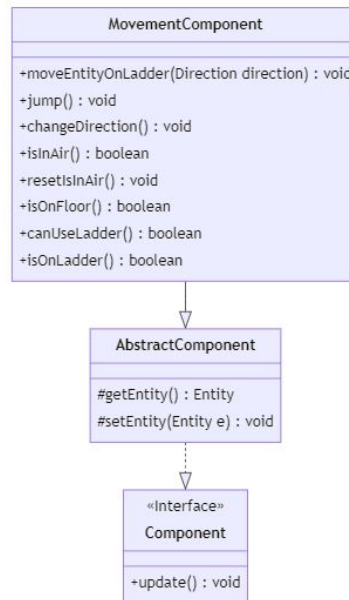 MovementComponent
+moveEntityOnLadder(Direction direction) : void
+jump() : void
+changeDirection() : void
+isInAir() : boolean
+resetIsInAir() : void
+isOnFloor() : boolean
+canUseLadder() : boolean
+isOnLadder() : boolean
AbstractComponent
#getEntity() : Entity
#setEntity(Entity e) : void
«Interface»
Component
+update() : void